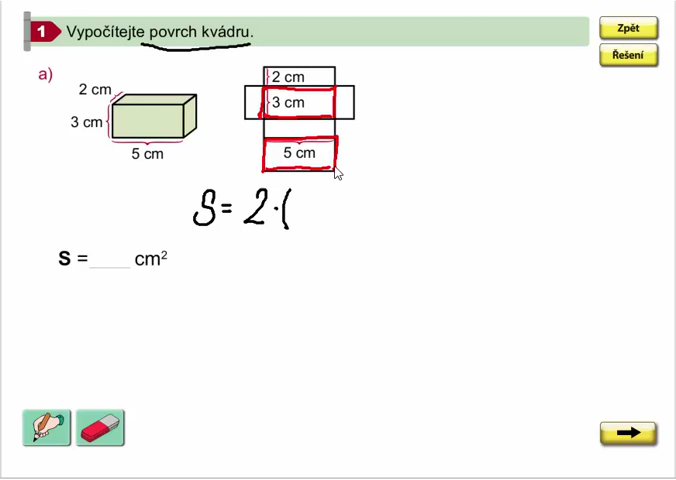 1 Vypočítejte povrch kvádru.
Zpět
Řešení
a)
2 cm
3 cm
5 cm
2 cm
3 cm
5 cm
S = 2·(
S =____ cm²